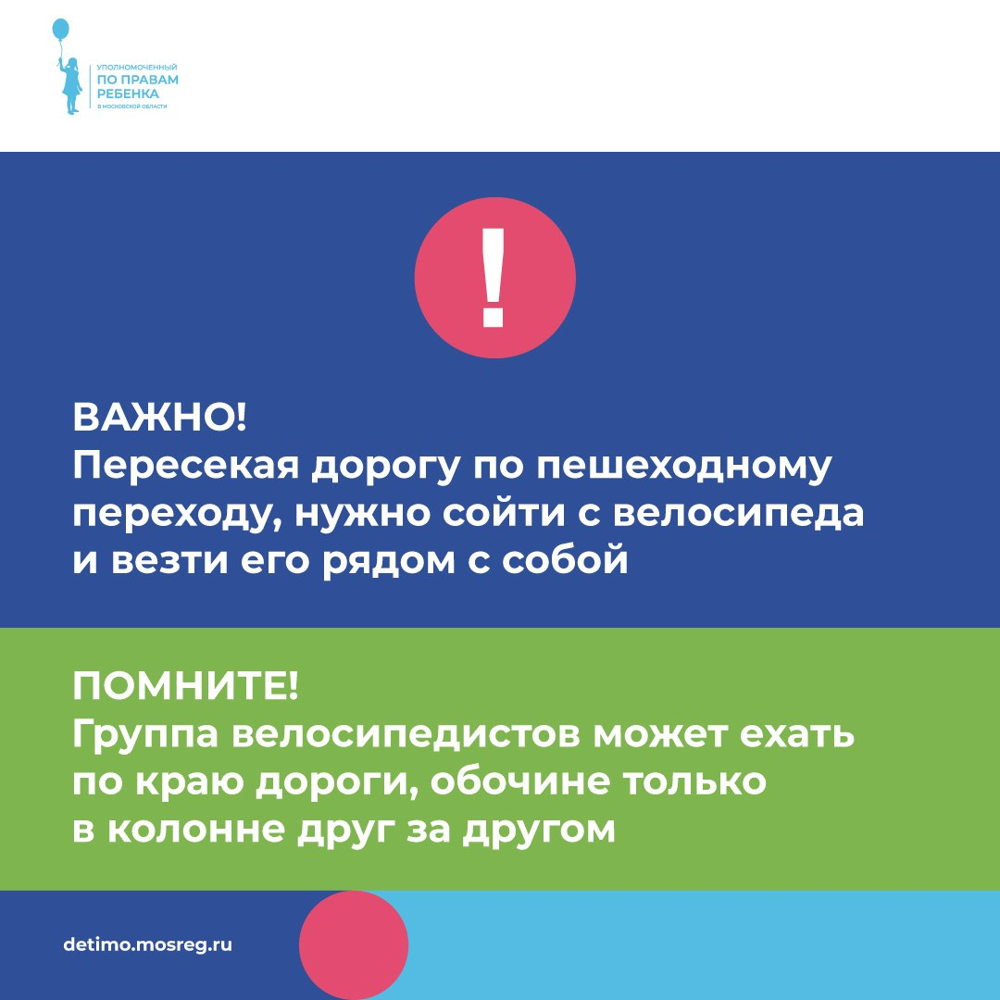 УПОЛНОМОЧЕННЫЙ
ПО ПРАВАМ
РЕБЕНКА
В МОСКОВСКОЙ ОБЛАСТИ
!
ВАЖНО!
Пересекая дорогу по пешеходному
переходу, нужно сойти с велосипеда
и везти его рядом с собой
ПОМНИТЕ!
Группа велосипедистов может ехать
по краю дороги, обочине только
в колонне друг за другом
detimo.mosreg.ru